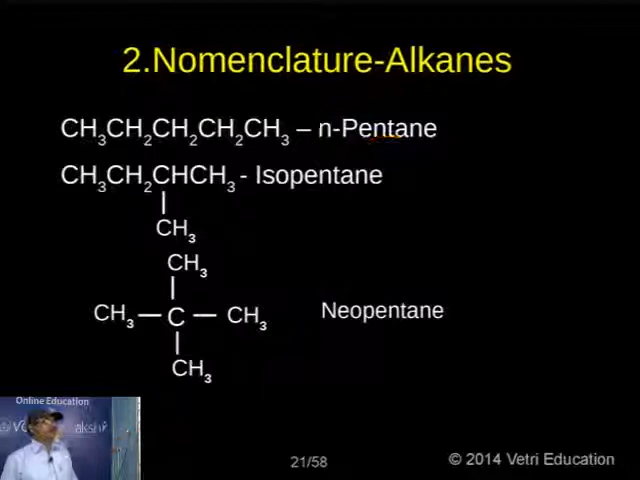 2.Nomenclature-Alkanes
CH3CH2CH2CH2CH3 – n-Pentane
CH3CH2CHCH3 - Isopentane
CH3
CH3
CH3 C CH3 Neopentane
CH3
Online Education
21/58 © 2014 Vetri Education